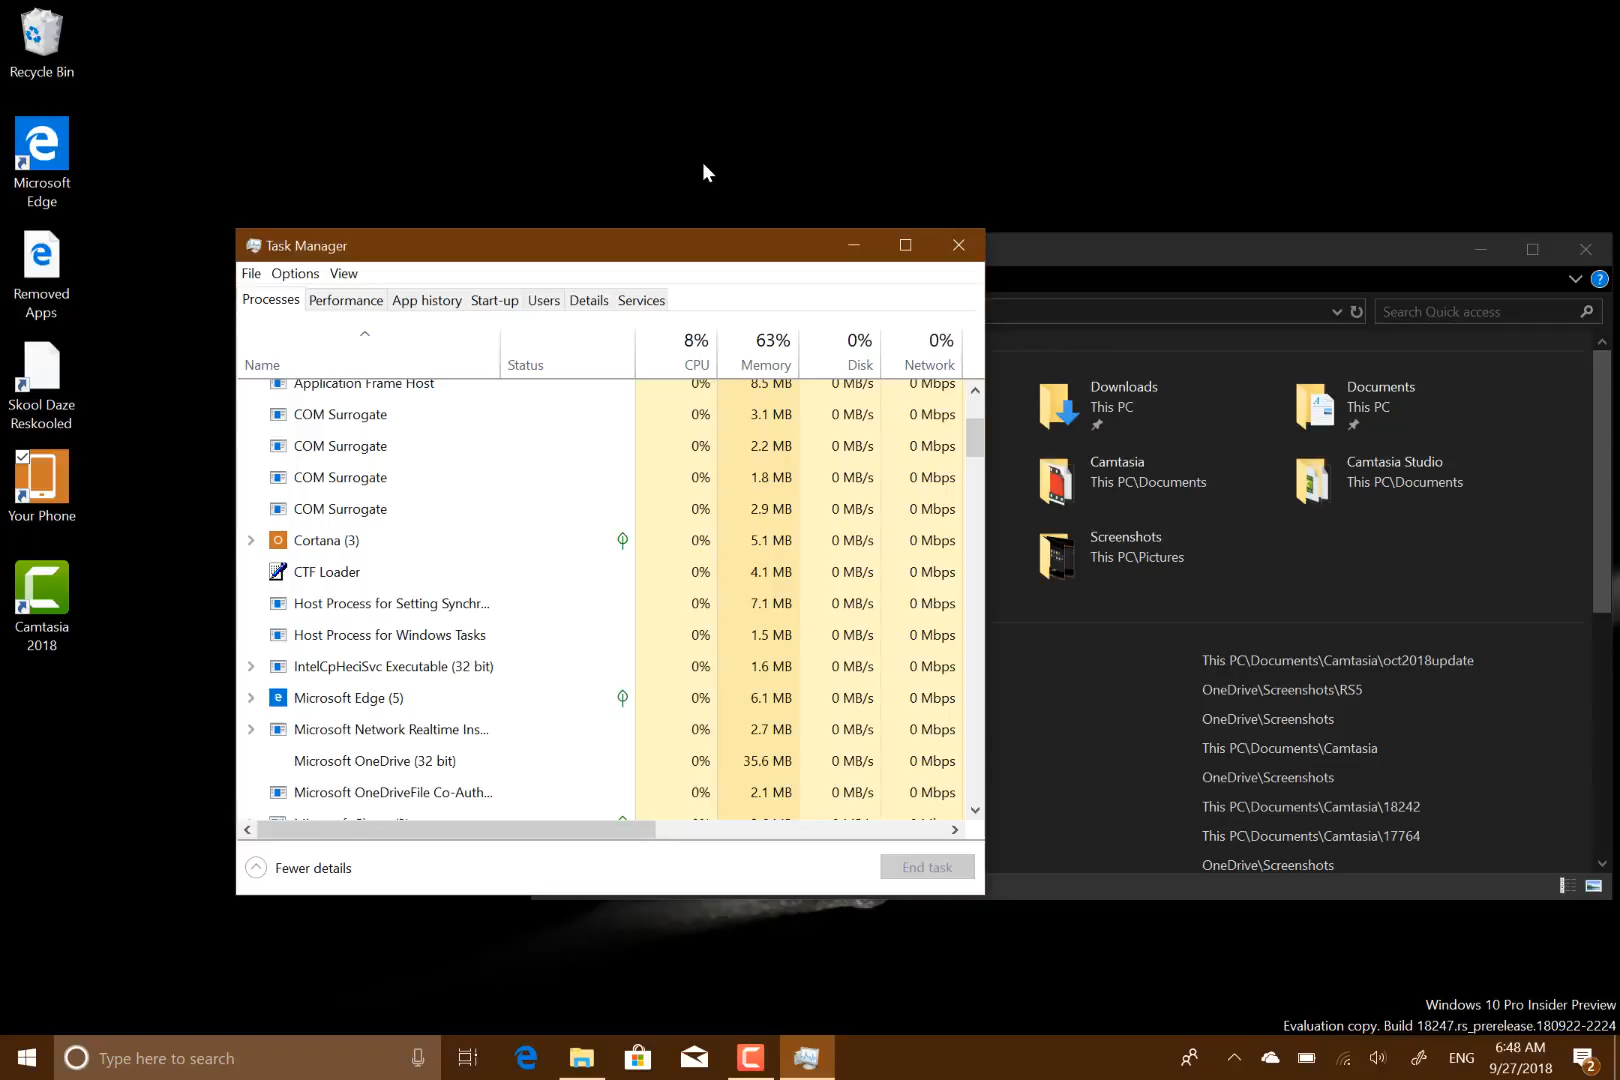 Recycle Bin
Microsoft
Edge
Removed
Apps
Skool Daze
Reskooled
Your Phone
Camtasia
2018
Task Manager
File Options View
Processes Performance App history Start-up Users Details Services
8% 63% 0% 0%
Name Status CPU Memory Disk Network
Application Frame Host 0% 8.5 MB 0 MB/s 0 Mbps
COM Surrogate 0% 3.1 MB 0 MB/s 0 Mbps
COM Surrogate 0% 2.2 MB 0 MB/s 0 Mbps
COM Surrogate 0% 1.8 MB 0 MB/s 0 Mbps
COM Surrogate 0% 2.9 MB 0 MB/s 0 Mbps
Cortana (3) 0% 5.1 MB 0 MB/s 0 Mbps
CTF Loader 0% 4.1 MB 0 MB/s 0 Mbps
Host Process for Setting Synchr... 0% 7.1 MB 0 MB/s 0 Mbps
Host Process for Windows Tasks 0% 1.5 MB 0 MB/s 0 Mbps
IntelCpHeciSvc Executable (32 bit) 0% 1.6 MB 0 MB/s 0 Mbps
Microsoft Edge (5) 0% 6.1 MB 0 MB/s 0 Mbps
Microsoft Network Realtime Ins... 0% 2.7 MB 0 MB/s 0 Mbps
Microsoft OneDrive (32 bit) 0% 35.6 MB 0 MB/s 0 Mbps
Microsoft OneDriveFile Co-Auth... 0% 2.1 MB 0 MB/s 0 Mbps
Fewer details End task
Search Quick access
Downloads
This PC
Documents
This PC
Camtasia
This PC\Documents
Camtasia Studio
This PC\Documents
Screenshots
This PC\Pictures
This PC\Documents\Camtasia\oct2018update
OneDrive\Screenshots\RS5
OneDrive\Screenshots
This PC\Documents\Camtasia
OneDrive\Screenshots
This PC\Documents\Camtasia\18242
This PC\Documents\Camtasia\17764
OneDrive\Screenshots
Windows 10 Pro Insider Preview
Evaluation copy. Build 18247.rs_prerelease.180922-2224
Type here to search
ENG
6:48 AM
9/27/2018
2